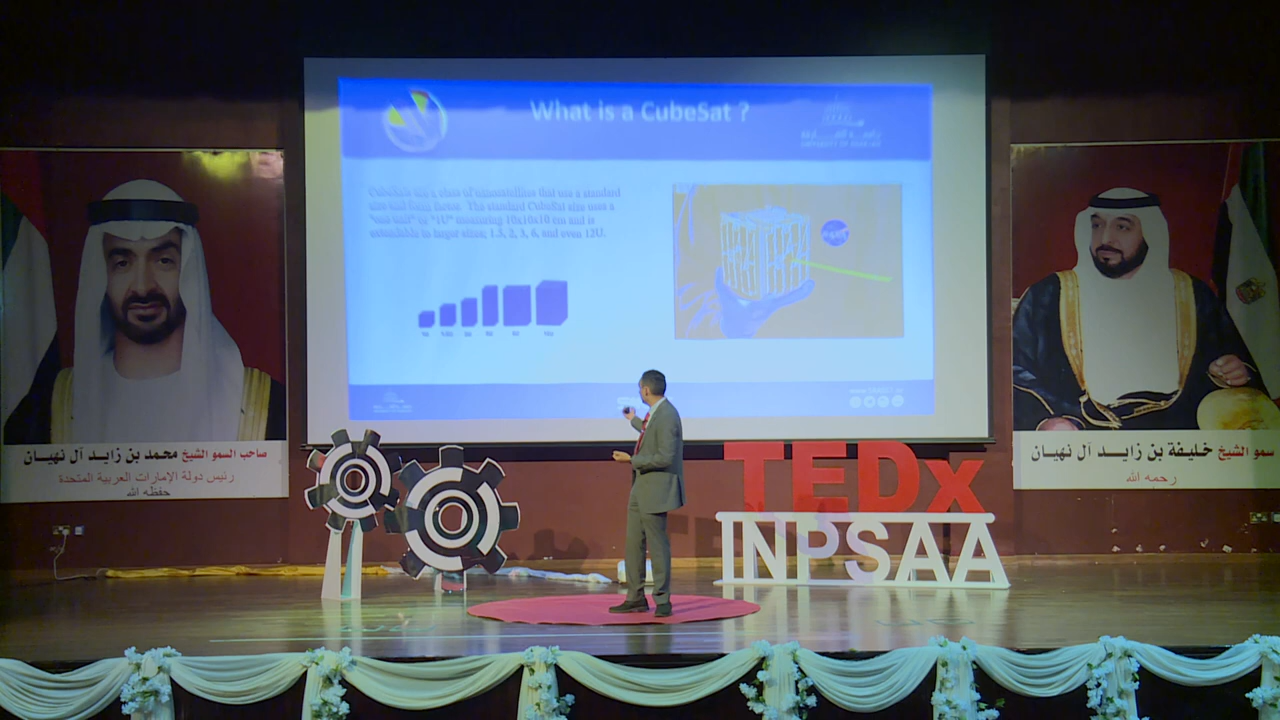 What is a CubeSat ?
CubeSats are a class of nanosatellites that use a standard
size and form factor. The standard CubeSat size uses a
"one unit" or "1U" measuring 10x10x10 cm and is
extendable to larger sizes; 1.5, 2, 3, 6, and even 12U.
صاحب السمو الشيخ محمد بن زايد آل نهيان
رئيس دولة الإمارات العربية المتحدة
حفظه الله
سمو الشيخ خليفة بن زايد آل نهيان
رحمه الله
TEDx
INPSAA